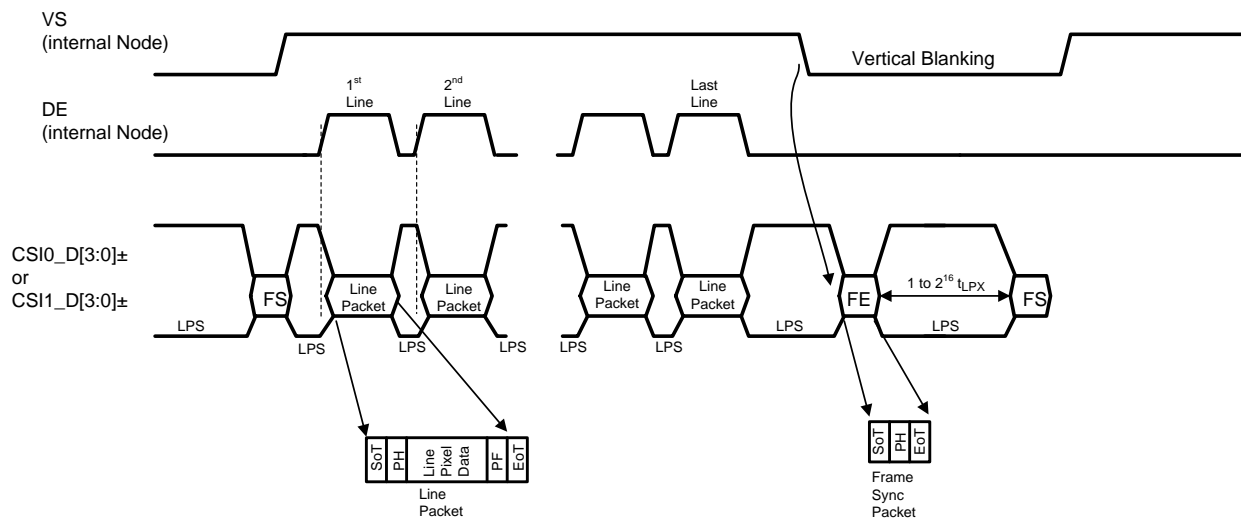 VS
(internal Node)
Vertical Blanking
1st
Line
2nd
Line
Last
Line
DE
(internal Node)
CSI0_D[3:0]±
or
CSI1_D[3:0]±
FS
Line
Packet
Line
Packet
Line
Packet
Line
Packet
FE
1 to 2^16 tLPX
FS
LPS
LPS
LPS
LPS
LPS
LPS
LPS
LPS
SoT
PH
Line
Pixel
Data
PF
EoT
Line
Packet
SoT
PH
EoT
Frame
Sync
Packet